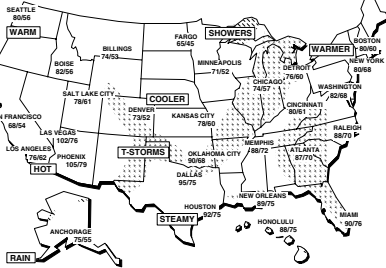 SEATTLE
80/56
WARM
BILLINGS
74/53
BOISE
82/56
FARGO
65/45
SHOWERS
MINNEAPOLIS
71/52
BOSTON
80/60
WARMER
NEW YORK
80/68
DETROIT
76/60
CHICAGO
74/57
WASHINGTON
82/68
SALT LAKE CITY
78/61
COOLER
DENVER
73/52
KANSAS CITY
78/60
CINCINNATI
80/61
N FRANCISCO
68/54
LAS VEGAS
102/76
RALEIGH
88/70
LOS ANGELES
76/62
PHOENIX
105/79
HOT
T-STORMS
OKLAHOMA CITY
90/68
MEMPHIS
88/72
ATLANTA
87/70
DALLAS
95/75
HOUSTON
92/75
NEW ORLEANS
89/75
STEAMY
MIAMI
90/76
HONOLULU
88/75
ANCHORAGE
75/55
RAIN